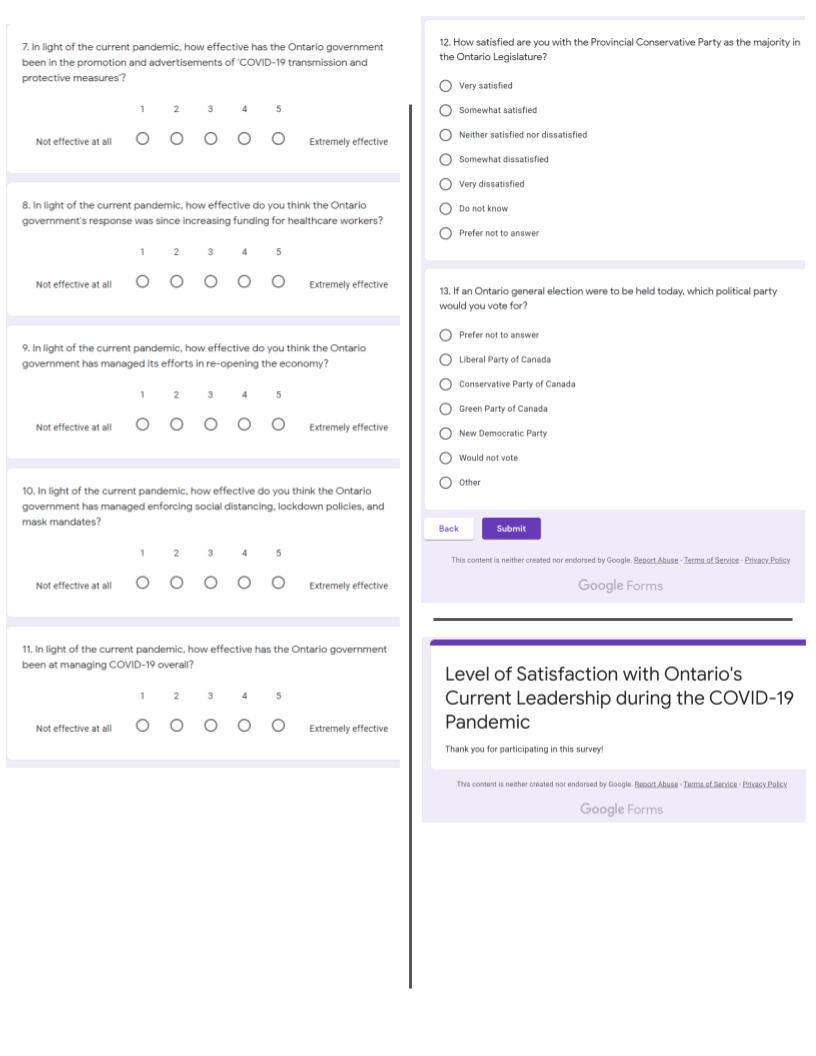 7. In light of the current pandemic, how effective has the Ontario government
been in the promotion and advertisements of 'COVID-19 transmission and
protective measures'?
1 2 3 4 5
Not effective at all Extremely effective
8. In light of the current pandemic, how effective do you think the Ontario
government's response was since increasing funding for healthcare workers?
1 2 3 4 5
Not effective at all Extremely effective
9. In light of the current pandemic, how effective do you think the Ontario
government has managed its efforts in re-opening the economy?
1 2 3 4 5
Not effective at all Extremely effective
10. In light of the current pandemic, how effective do you think the Ontario
government has managed enforcing social distancing, lockdown policies, and
mask mandates?
1 2 3 4 5
Not effective at all Extremely effective
11. In light of the current pandemic, how effective has the Ontario government
been at managing COVID-19 overall?
1 2 3 4 5
Not effective at all Extremely effective
12. How satisfied are you with the Provincial Conservative Party as the majority in
the Ontario Legislature?
Very satisfied
Somewhat satisfied
Neither satisfied nor dissatisfied
Somewhat dissatisfied
Very dissatisfied
Do not know
Prefer not to answer
13. If an Ontario general election were to be held today, which political party
would you vote for?
Prefer not to answer
Liberal Party of Canada
Conservative Party of Canada
Green Party of Canada
New Democratic Party
Would not vote
Other
Back Submit
This content is neither created nor endorsed by Google. Report Abuse - Terms of Service - Privacy Policy
Google Forms
Level of Satisfaction with Ontario's
Current Leadership during the COVID-19
Pandemic
Thank you for participating in this survey!
This content is neither created nor endorsed by Google. Report Abuse - Terms of Service - Privacy Policy
Google Forms